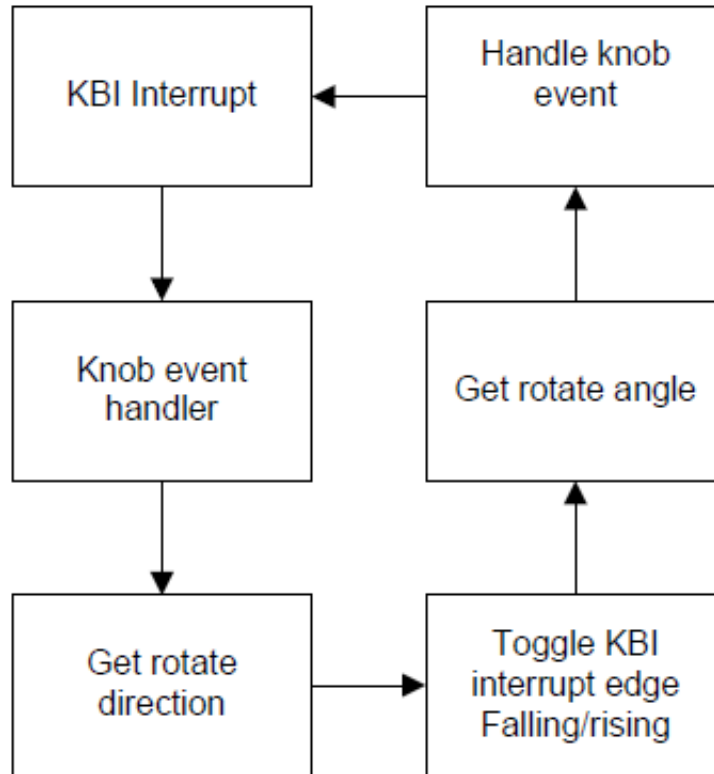 KBI Interrupt
Handle knob
event
Knob event
handler
Get rotate angle
Get rotate
direction
Toggle KBI
interrupt edge
Falling/rising